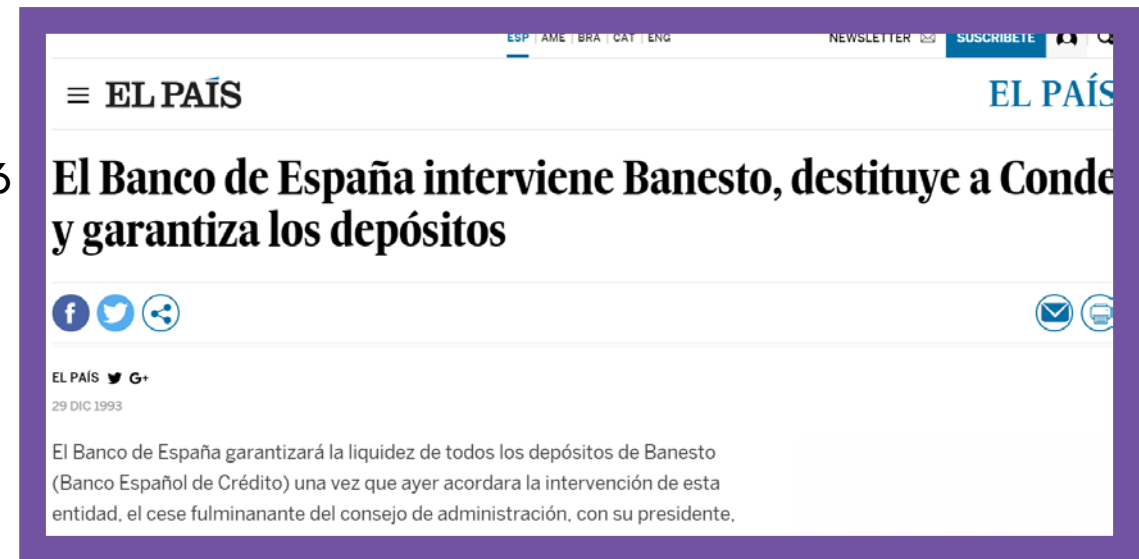 ESP AME BRA CAT ENG NEWSLETTER SUSCRÍBETE
EL PAÍS EL PAÍS
6
El Banco de España interviene Banesto, destituye a Conde
y garantiza los depósitos
EL PAÍS G+
29 DIC 1993
El Banco de España garantizará la liquidez de todos los depósitos de Banesto
(Banco Español de Crédito) una vez que ayer acordara la intervención de esta
entidad, el cese fulminanante del consejo de administración, con su presidente,